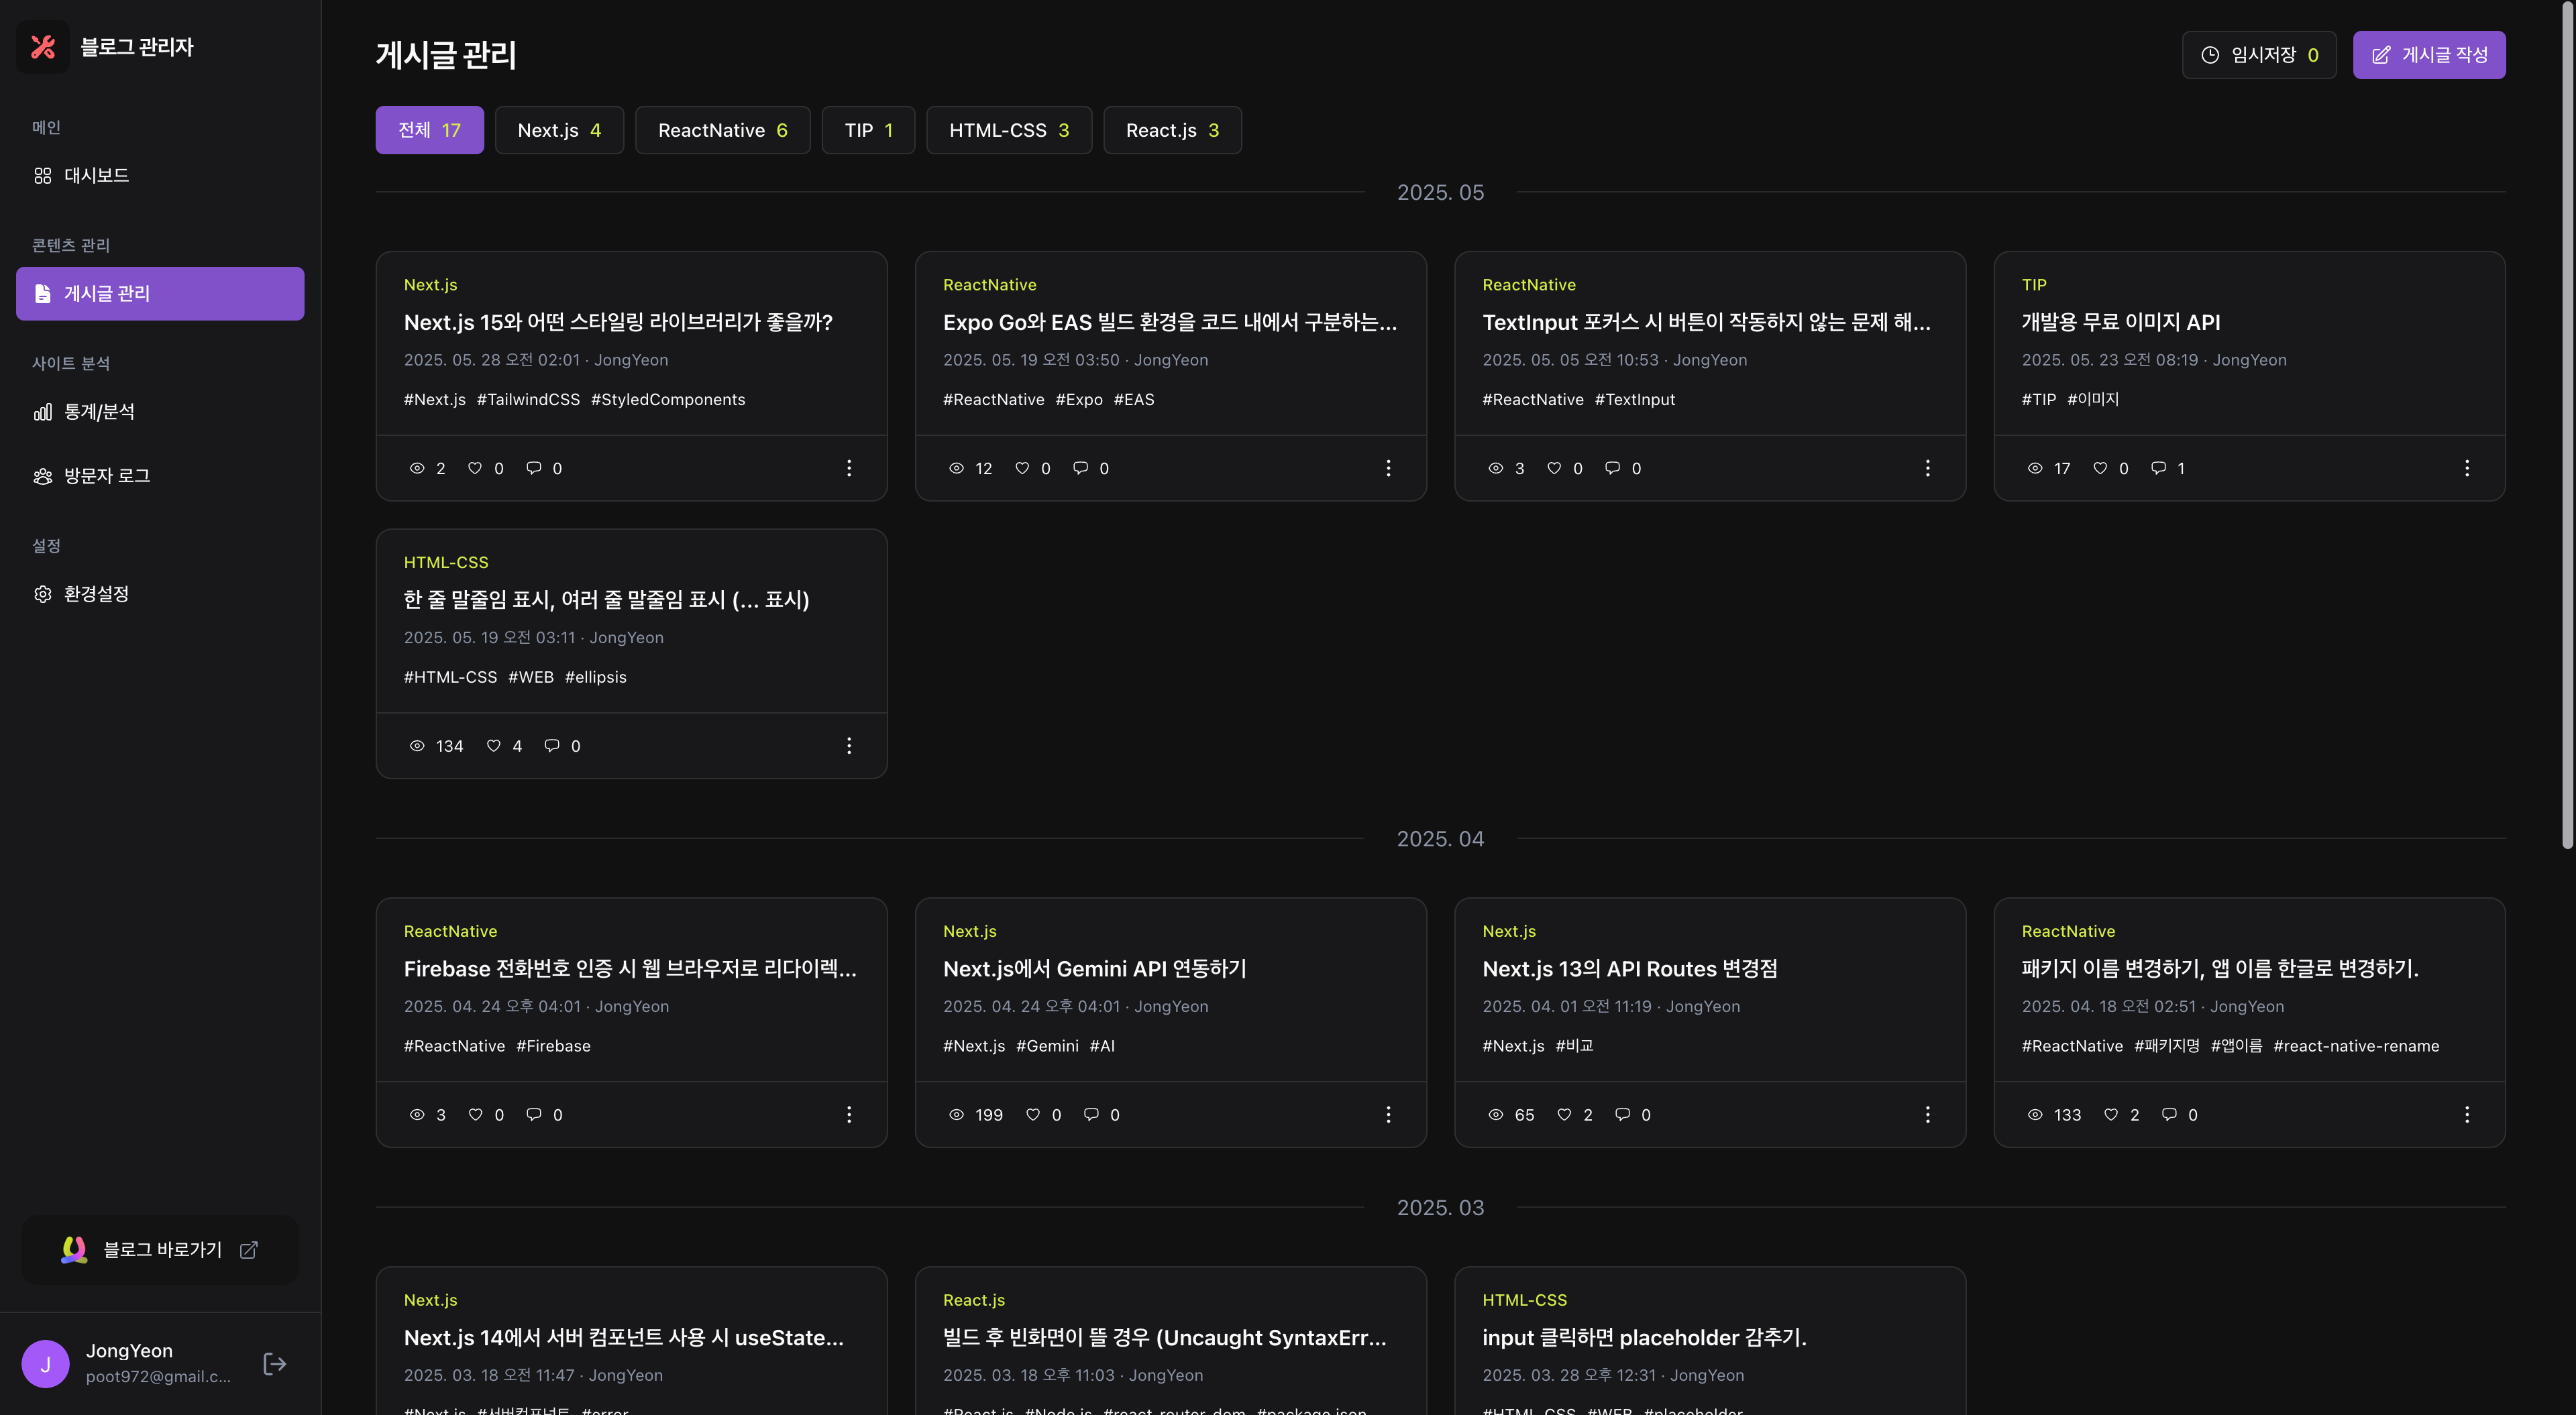 블로그 관리자
메인
대시보드
콘텐츠 관리
게시글 관리
사이트 분석
통계/분석
방문자 로그
설정
환경설정
블로그 바로가기
J
JongYeon
poot972@gmail.c...
게시글 관리
임시저장 0
게시글 작성
전체 17
Next.js 4
ReactNative 6
TIP 1
HTML-CSS 3
React.js 3
2025. 05
Next.js
Next.js 15와 어떤 스타일링 라이브러리가 좋을까?
2025. 05. 28 오전 02:01 · JongYeon
#Next.js #TailwindCSS #StyledComponents
2 0 0
ReactNative
Expo Go와 EAS 빌드 환경을 코드 내에서 구분하는...
2025. 05. 19 오전 03:50 · JongYeon
#ReactNative #Expo #EAS
12 0 0
ReactNative
TextInput 포커스 시 버튼이 작동하지 않는 문제 해...
2025. 05. 05 오전 10:53 · JongYeon
#ReactNative #TextInput
3 0 0
TIP
개발용 무료 이미지 API
2025. 05. 23 오전 08:19 · JongYeon
#TIP #이미지
17 0 1
HTML-CSS
한 줄 말줄임 표시, 여러 줄 말줄임 표시 (... 표시)
2025. 05. 19 오전 03:11 · JongYeon
#HTML-CSS #WEB #ellipsis
134 4 0
2025. 04
ReactNative
Firebase 전화번호 인증 시 웹 브라우저로 리다이렉...
2025. 04. 24 오후 04:01 · JongYeon
#ReactNative #Firebase
3 0 0
Next.js
Next.js에서 Gemini API 연동하기
2025. 04. 24 오후 04:01 · JongYeon
#Next.js #Gemini #AI
199 0 0
Next.js
Next.js 13의 API Routes 변경점
2025. 04. 01 오전 11:19 · JongYeon
#Next.js #비교
65 2 0
ReactNative
패키지 이름 변경하기, 앱 이름 한글로 변경하기.
2025. 04. 18 오전 02:51 · JongYeon
#ReactNative #패키지명 #앱이름 #react-native-rename
133 2 0
2025. 03
Next.js
Next.js 14에서 서버 컴포넌트 사용 시 useState...
2025. 03. 18 오전 11:47 · JongYeon
#Next.js #서버컴포넌트 #error
React.js
빌드 후 빈화면이 뜰 경우 (Uncaught SyntaxErr...
2025. 03. 18 오후 11:03 · JongYeon
#React.js #Node.js #react-router-dom #package.json
HTML-CSS
input 클릭하면 placeholder 감추기.
2025. 03. 28 오후 12:31 · JongYeon
#HTML-CSS #WEB #placeholder